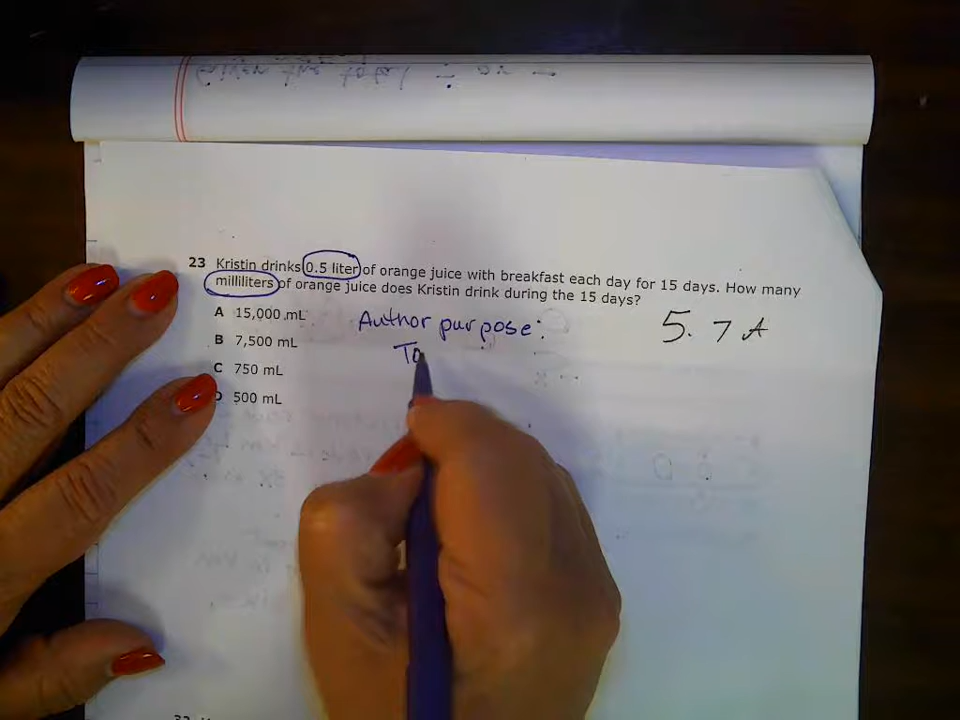 23 Kristin drinks 0.5 liter of orange juice with breakfast each day for 15 days. How many
milliliters of orange juice does Kristin drink during the 15 days?
A 15,000 mL
B 7,500 mL
C 750 mL
D 500 mL
Author purpose:
To
5.7A